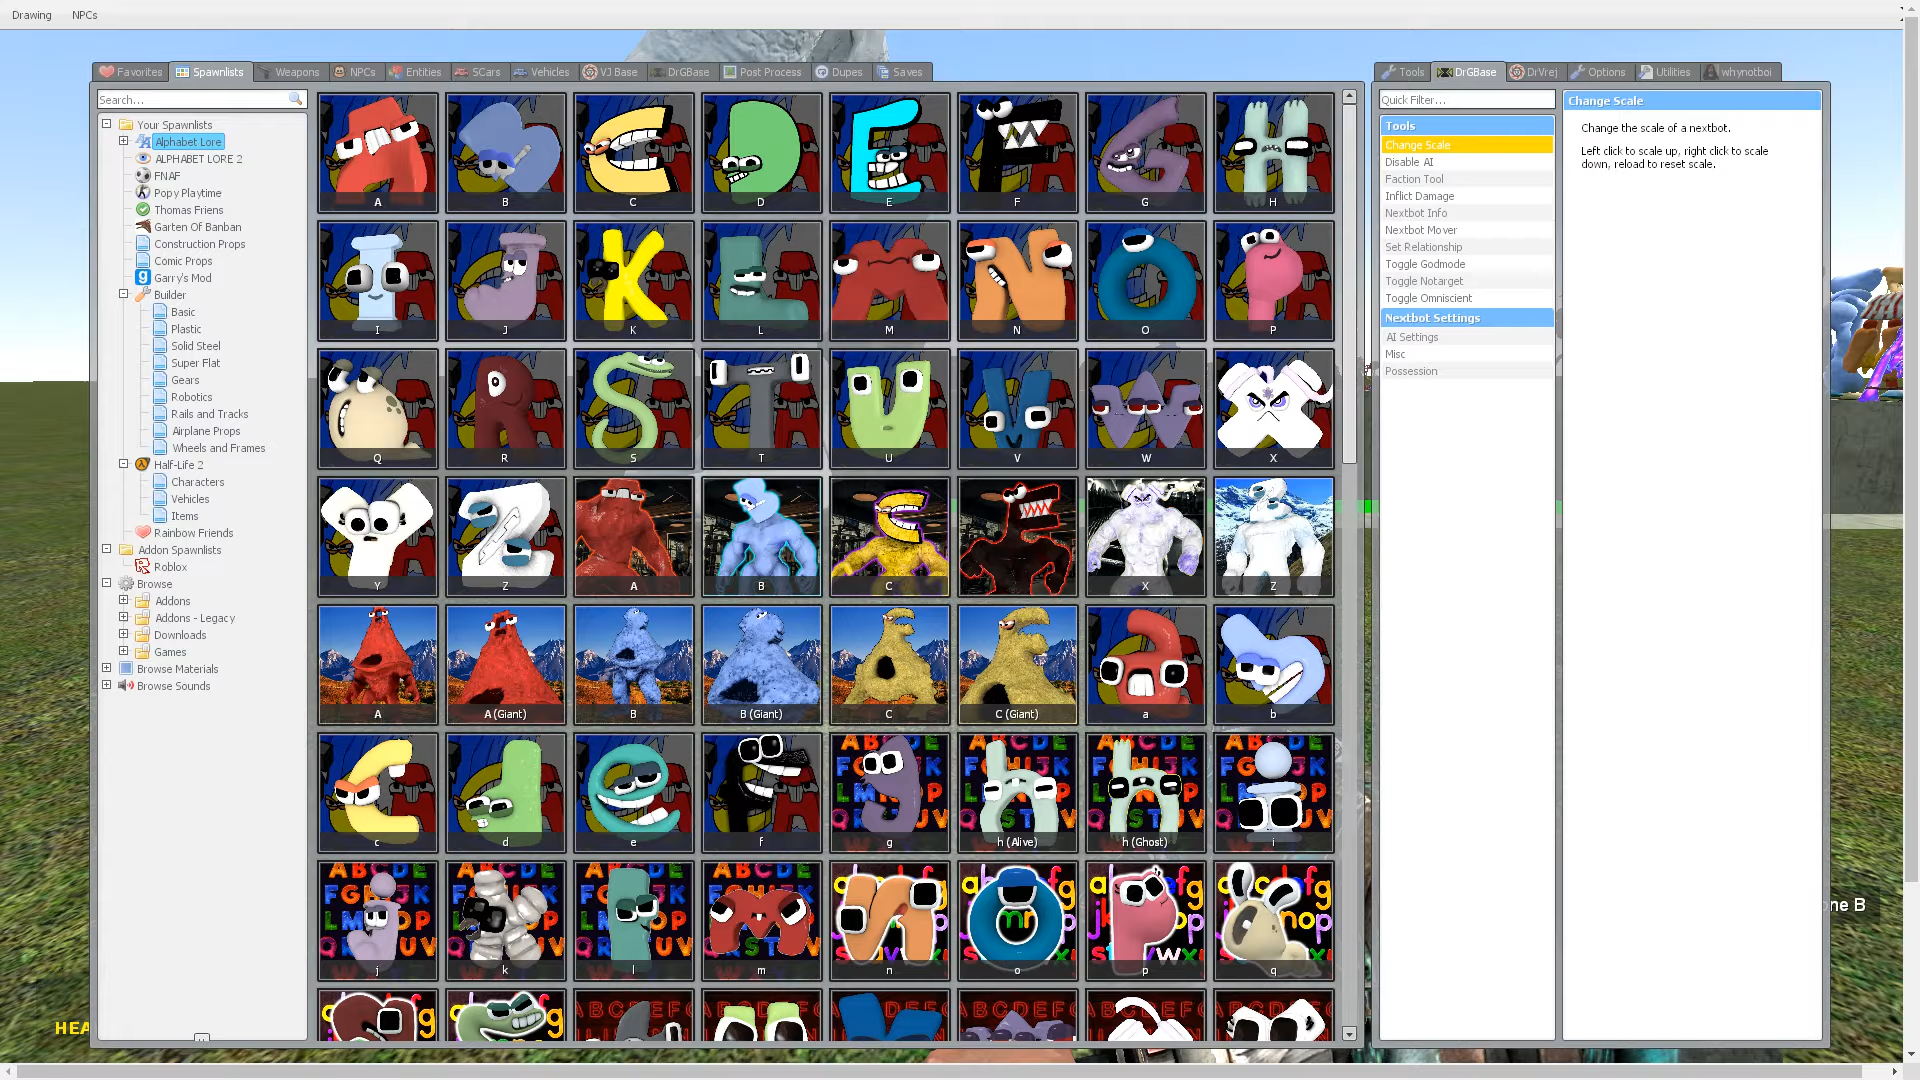 Drawing NPCs
Favorites Spawnlists Weapons NPCs Entities SCars Vehicles VJ Base DrGBase Post Process Dupes Saves
Tools DrGBase DrVrej Options Utilities whynotboi
Search...
Your Spawnlists
Alphabet Lore
ALPHABET LORE 2
FNAF
Popy Playtime
Thomas Friens
Garten Of Banban
Construction Props
Comic Props
Garry's Mod
Builder
Basic
Plastic
Solid Steel
Super Flat
Gears
Robotics
Rails and Tracks
Airplane Props
Wheels and Frames
Half-Life 2
Characters
Vehicles
Items
Rainbow Friends
Addon Spawnlists
Roblox
Browse
Addons
Addons - Legacy
Downloads
Games
Browse Materials
Browse Sounds
A B C D E F G H
I J K L M N O P
Q R S T U V W X
Y Z A B C X Z
A A (Giant) B B (Giant) C C (Giant) a b
c d e f g h (Alive) h (Ghost) i
j k l m n o p q
Quick Filter...
Tools
Change Scale
Disable AI
Faction Tool
Inflict Damage
Nextbot Info
Nextbot Mover
Set Relationship
Toggle Godmode
Toggle Notarget
Toggle Omniscient
Nextbot Settings
AI Settings
Misc
Possession
Change Scale
Change the scale of a nextbot.
Left click to scale up, right click to scale
down, reload to reset scale.
ne B
HEA